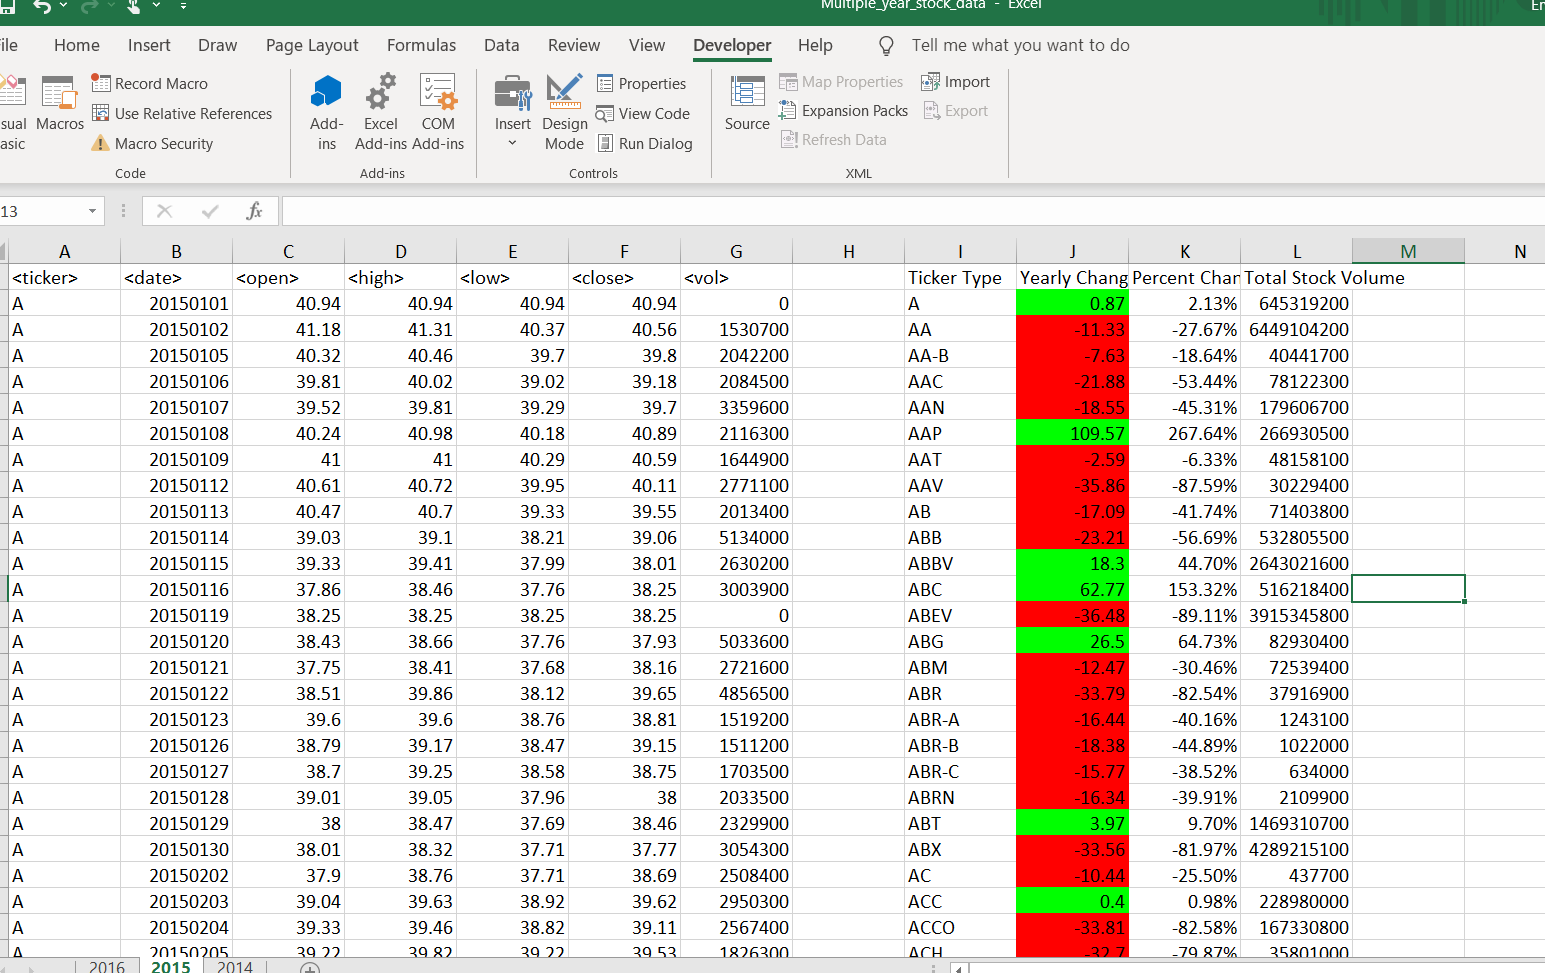 Multiple_year_stock_data - Excel
ile Home Insert Draw Page Layout Formulas Data Review View Developer Help Tell me what you want to do
sual
asic
Macros
Record Macro
Use Relative References
Macro Security
Code
Add-
ins
Excel
Add-ins
COM
Add-ins
Add-ins
Insert
Design
Mode
Properties
View Code
Run Dialog
Controls
Source
Map Properties
Expansion Packs
Refresh Data
Import
Export
XML
13 fx
A B C D E F G H I J K L M N
<ticker> <date> <open> <high> <low> <close> <vol> Ticker Type Yearly Chang Percent Chan Total Stock Volume
A 20150101 40.94 40.94 40.94 40.94 0 A 0.87 2.13% 645319200
A 20150102 41.18 41.31 40.37 40.56 1530700 AA -11.33 -27.67% 6449104200
A 20150105 40.32 40.46 39.7 39.8 2042200 AA-B -7.63 -18.64% 40441700
A 20150106 39.81 40.02 39.02 39.18 2084500 AAC -21.88 -53.44% 78122300
A 20150107 39.52 39.81 39.29 39.7 3359600 AAN -18.55 -45.31% 179606700
A 20150108 40.24 40.98 40.18 40.89 2116300 AAP 109.57 267.64% 266930500
A 20150109 41 41 40.29 40.59 1644900 AAT -2.59 -6.33% 48158100
A 20150112 40.61 40.72 39.95 40.11 2771100 AAV -35.86 -87.59% 30229400
A 20150113 40.47 40.7 39.33 39.55 2013400 AB -17.09 -41.74% 71403800
A 20150114 39.03 39.1 38.21 39.06 5134000 ABB -23.21 -56.69% 532805500
A 20150115 39.33 39.41 37.99 38.01 2630200 ABBV 18.3 44.70% 2643021600
A 20150116 37.86 38.46 37.76 38.25 3003900 ABC 62.77 153.32% 516218400
A 20150119 38.25 38.25 38.25 38.25 0 ABEV -36.48 -89.11% 3915345800
A 20150120 38.43 38.66 37.76 37.93 5033600 ABG 26.5 64.73% 82930400
A 20150121 37.75 38.41 37.68 38.16 2721600 ABM -12.47 -30.46% 72539400
A 20150122 38.51 39.86 38.12 39.65 4856500 ABR -33.79 -82.54% 37916900
A 20150123 39.6 39.6 38.76 38.81 1519200 ABR-A -16.44 -40.16% 1243100
A 20150126 38.79 39.17 38.47 39.15 1511200 ABR-B -18.38 -44.89% 1022000
A 20150127 38.7 39.25 38.58 38.75 1703500 ABR-C -15.77 -38.52% 634000
A 20150128 39.01 39.05 37.96 38 2033500 ABRN -16.34 -39.91% 2109900
A 20150129 38 38.47 37.69 38.46 2329900 ABT 3.97 9.70% 1469310700
A 20150130 38.01 38.32 37.71 37.77 3054300 ABX -33.56 -81.97% 4289215100
A 20150202 37.9 38.76 37.71 38.69 2508400 AC -10.44 -25.50% 437700
A 20150203 39.04 39.63 38.92 39.62 2950300 ACC 0.4 0.98% 228980000
A 20150204 39.33 39.46 38.82 39.11 2567400 ACCO -33.81 -82.58% 167330800
A 20150205 39.22 39.82 39.22 39.53 1826300 ACH -32.7 -79.87% 35801000
2016 2015 2014